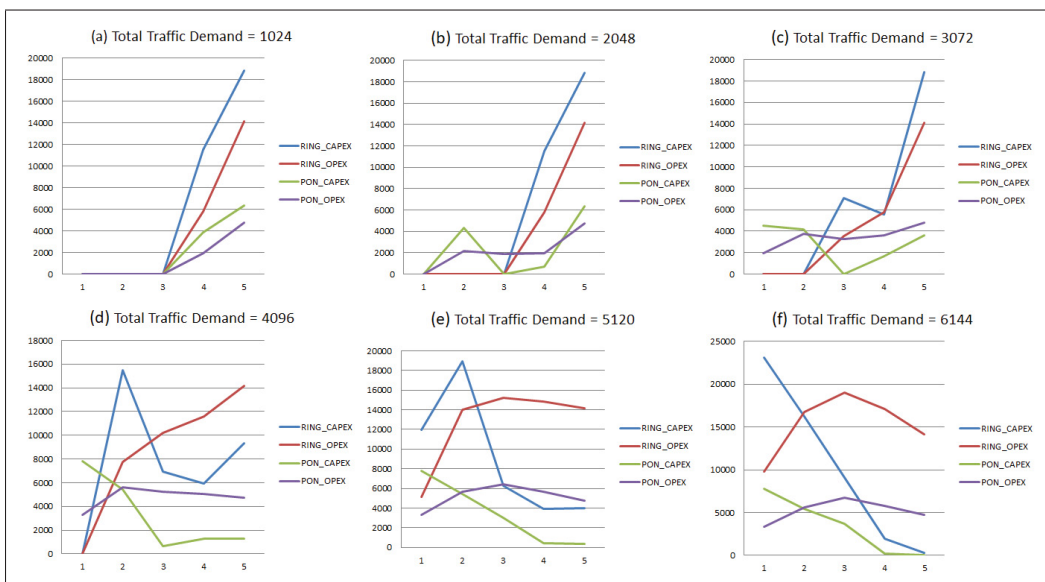 (a) Total Traffic Demand = 1024
20000
18000
16000
14000
12000
10000
8000
6000
4000
2000
0
1 2 3 4 5
RING_CAPEX
RING_OPEX
PON_CAPEX
PON_OPEX
(b) Total Traffic Demand = 2048
20000
18000
16000
14000
12000
10000
8000
6000
4000
2000
0
1 2 3 4 5
RING_CAPEX
RING_OPEX
PON_CAPEX
PON_OPEX
(c) Total Traffic Demand = 3072
20000
18000
16000
14000
12000
10000
8000
6000
4000
2000
0
1 2 3 4 5
RING_CAPEX
RING_OPEX
PON_CAPEX
PON_OPEX
(d) Total Traffic Demand = 4096
18000
16000
14000
12000
10000
8000
6000
4000
2000
0
1 2 3 4 5
RING_CAPEX
RING_OPEX
PON_CAPEX
PON_OPEX
(e) Total Traffic Demand = 5120
20000
18000
16000
14000
12000
10000
8000
6000
4000
2000
0
1 2 3 4 5
RING_CAPEX
RING_OPEX
PON_CAPEX
PON_OPEX
(f) Total Traffic Demand = 6144
25000
20000
15000
10000
5000
0
1 2 3 4 5
RING_CAPEX
RING_OPEX
PON_CAPEX
PON_OPEX